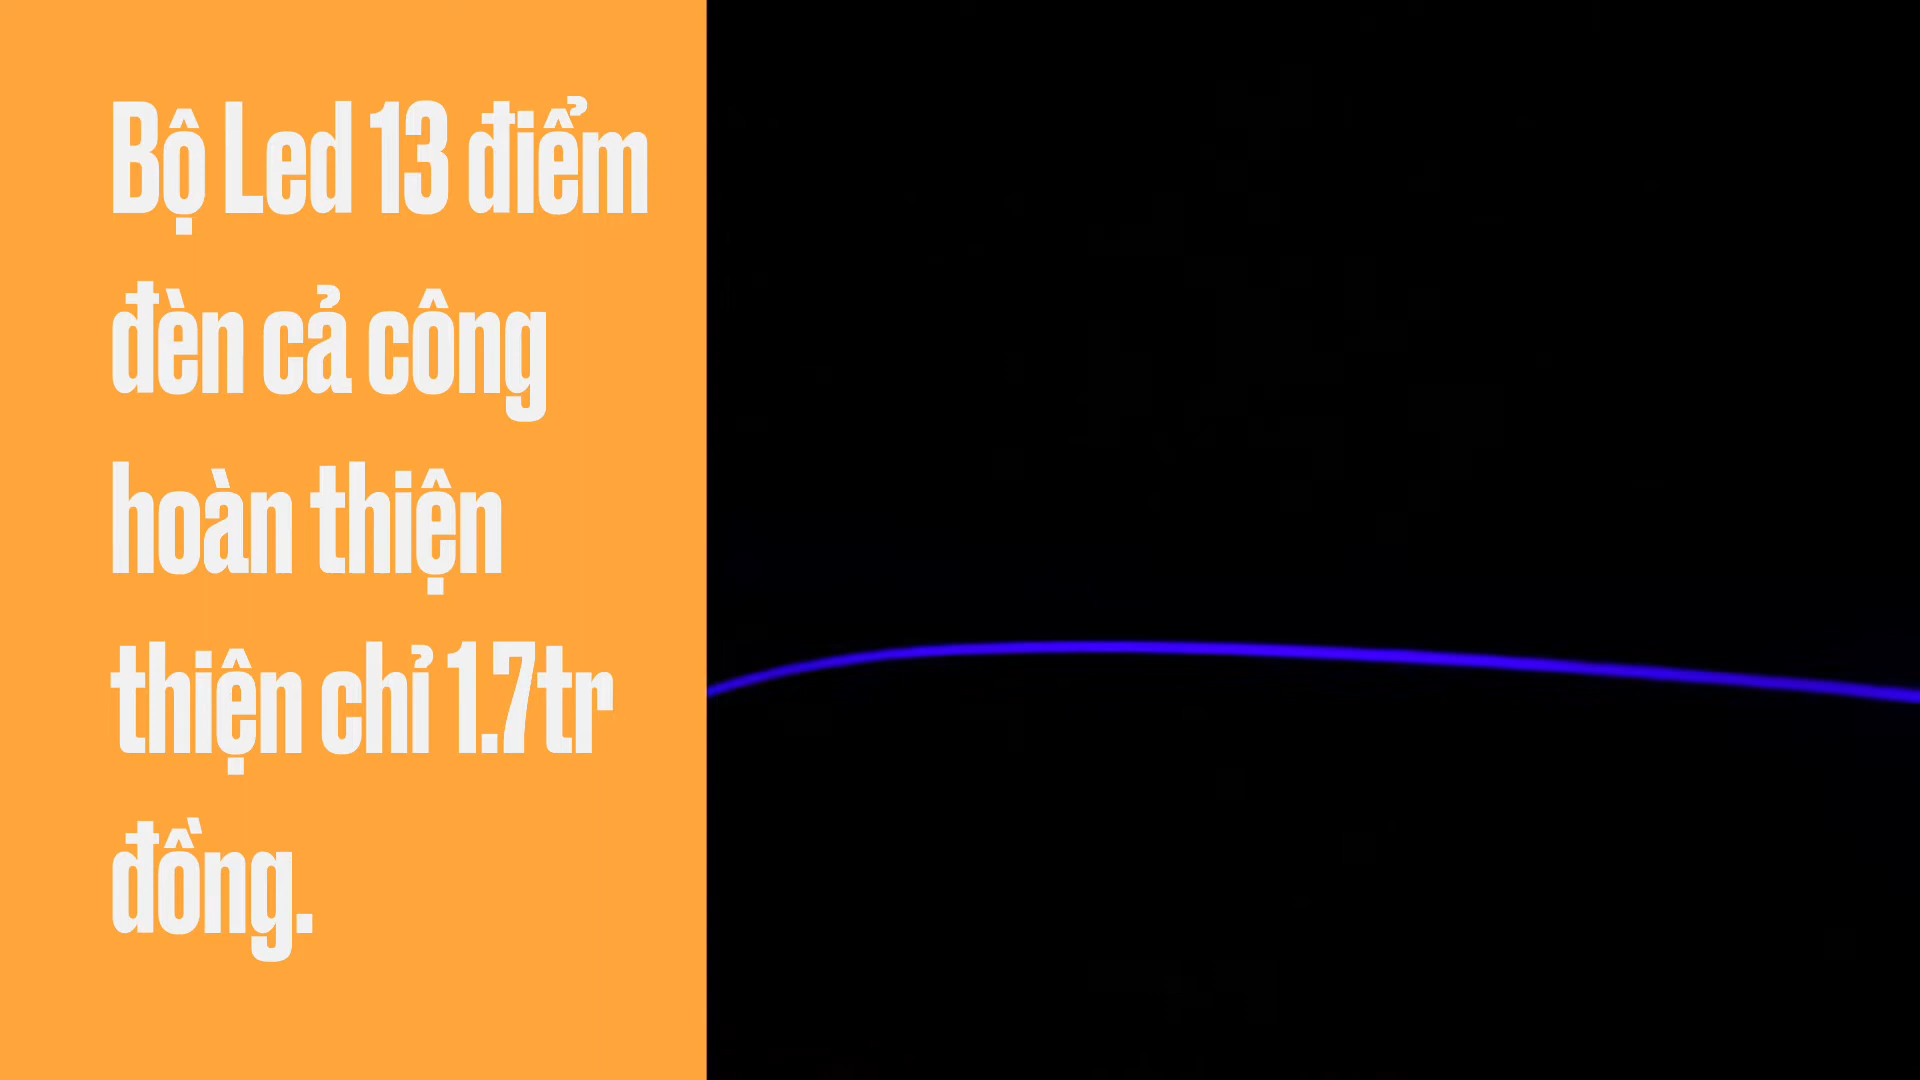 Bộ Led 13 điểm
đèn cả công
hoàn thiện
thiện chỉ 1.7tr
đồng.